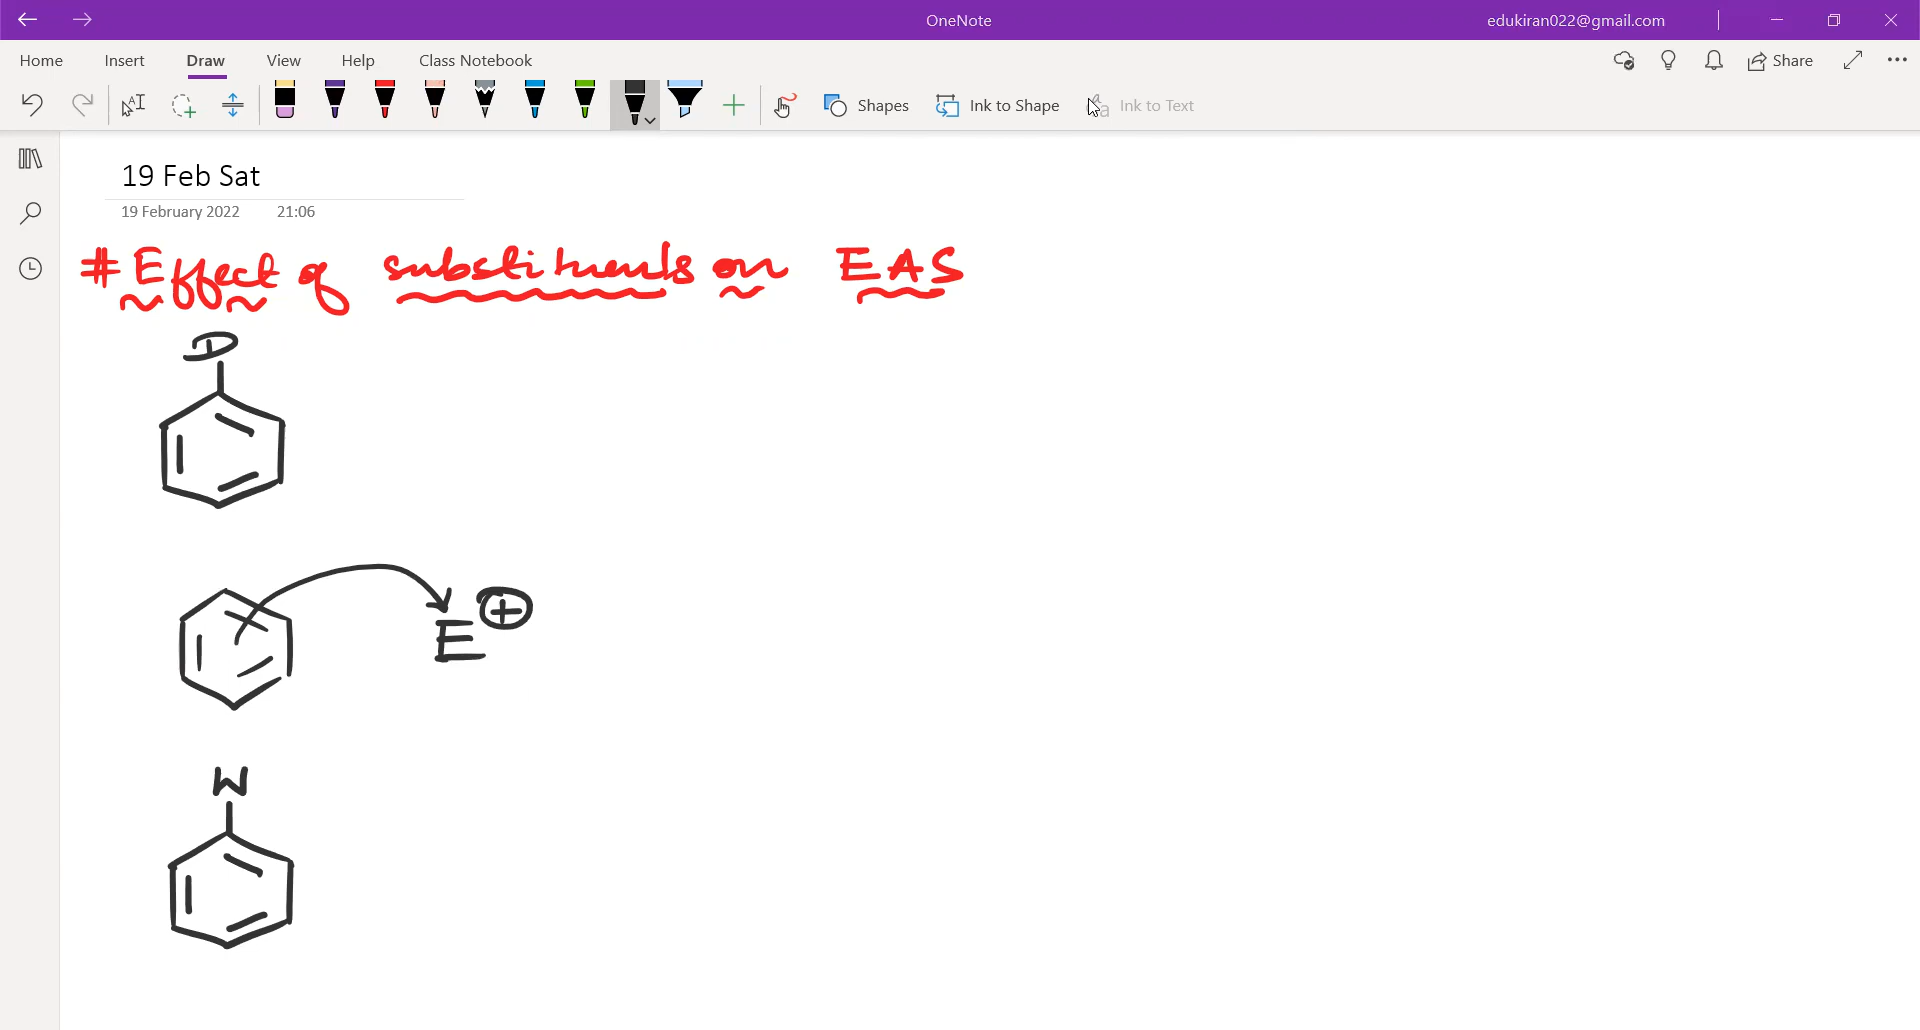 OneNote
edukiran022@gmail.com
Home Insert Draw View Help Class Notebook
Share
Shapes Ink to Shape Ink to Text
19 Feb Sat
19 February 2022 21:06
# Effect of substituents on EAS
D
E⊕
W